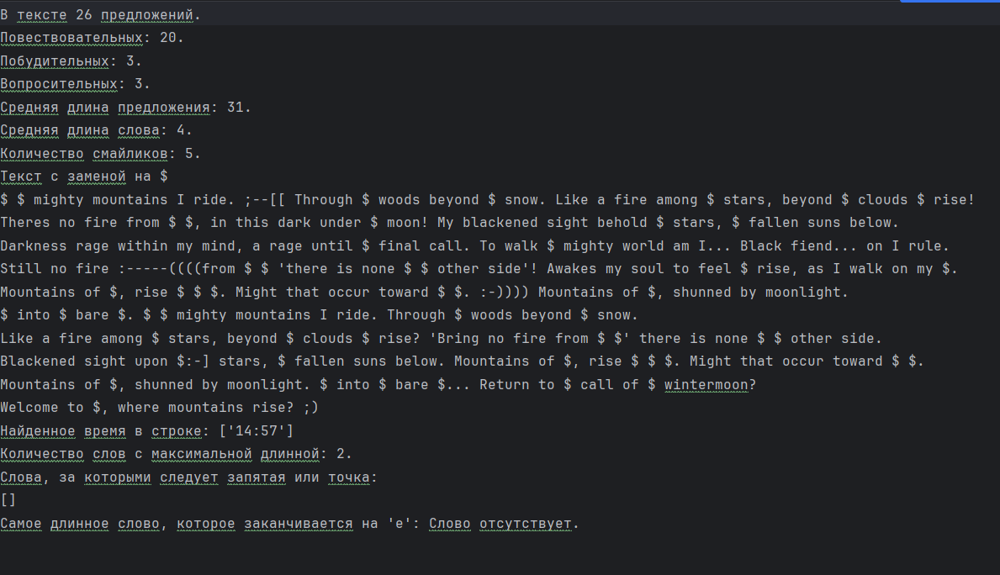 В тексте 26 предложений.
Повествовательных: 20.
Побудительных: 3.
Вопросительных: 3.
Средняя длина предложения: 31.
Средняя длина слова: 4.
Количество смайликов: 5.
Текст с заменой на $
$ $ mighty mountains I ride. ;--[[ Through $ woods beyond $ snow. Like a fire among $ stars, beyond $ clouds $ rise!
Theres no fire from $ $, in this dark under $ moon! My blackened sight behold $ stars, $ fallen suns below.
Darkness rage within my mind, a rage until $ final call. To walk $ mighty world am I... Black fiend... on I rule.
Still no fire :-----((((from $ $ 'there is none $ $ other side'! Awakes my soul to feel $ rise, as I walk on my $.
Mountains of $, rise $ $ $. Might that occur toward $ $. :-)))) Mountains of $, shunned by moonlight.
$ into $ bare $. $ $ mighty mountains I ride. Through $ woods beyond $ snow.
Like a fire among $ stars, beyond $ clouds $ rise? 'Bring no fire from $ $' there is none $ $ other side.
Blackened sight upon $:-] stars, $ fallen suns below. Mountains of $, rise $ $ $. Might that occur toward $ $.
Mountains of $, shunned by moonlight. $ into $ bare $... Return to $ call of $ wintermoon?
Welcome to $, where mountains rise? ;)
Найденное время в строке: ['14:57']
Количество слов с максимальной длинной: 2.
Слова, за которыми следует запятая или точка:
[]
Самое длинное слово, которое заканчивается на 'e': Слово отсутствует.